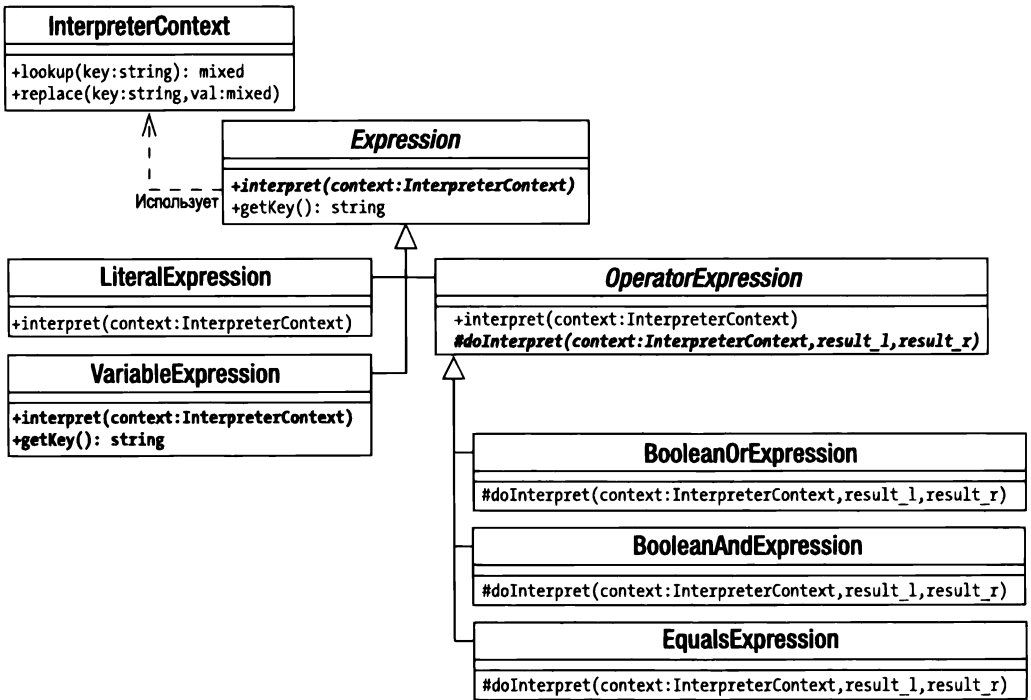 InterpreterContext
+lookup(key:string): mixed
+replace(key:string,val:mixed)
Expression
+interpret(context:InterpreterContext)
+getKey(): string
Использует
LiteralExpression
+interpret(context:InterpreterContext)
OperatorExpression
+interpret(context:InterpreterContext)
#doInterpret(context:InterpreterContext,result_l,result_r)
VariableExpression
+interpret(context:InterpreterContext)
+getKey(): string
BooleanOrExpression
#doInterpret(context:InterpreterContext,result_l,result_r)
BooleanAndExpression
#doInterpret(context:InterpreterContext,result_l,result_r)
EqualsExpression
#doInterpret(context:InterpreterContext,result_l,result_r)